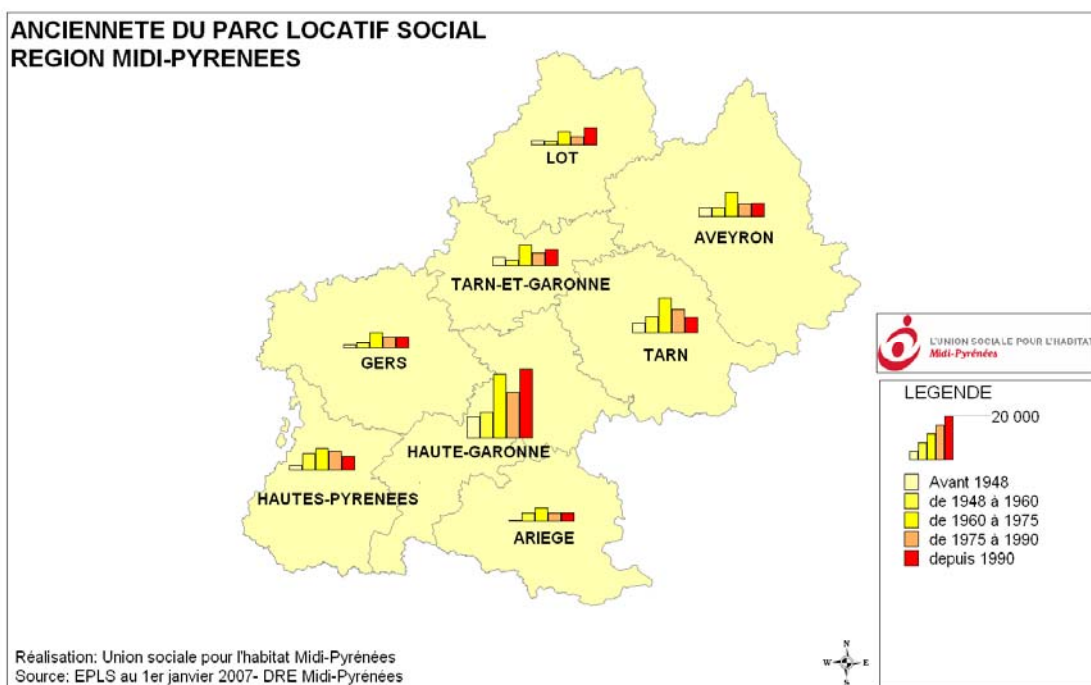 ANCIENNETE DU PARC LOCATIF SOCIAL
REGION MIDI-PYRENEES
LOT
AVEYRON
TARN-ET-GARONNE
TARN
GERS
HAUTE-GARONNE
HAUTES-PYRENEES
ARIEGE
L'UNION SOCIALE POUR L'HABITAT
Midi-Pyrénées
LEGENDE
20 000
Avant 1948
de 1948 à 1960
de 1960 à 1975
de 1975 à 1990
depuis 1990
Réalisation: Union sociale pour l'habitat Midi-Pyrénées
Source: EPLS au 1er janvier 2007- DRE Midi-Pyrénées
N
W E
S